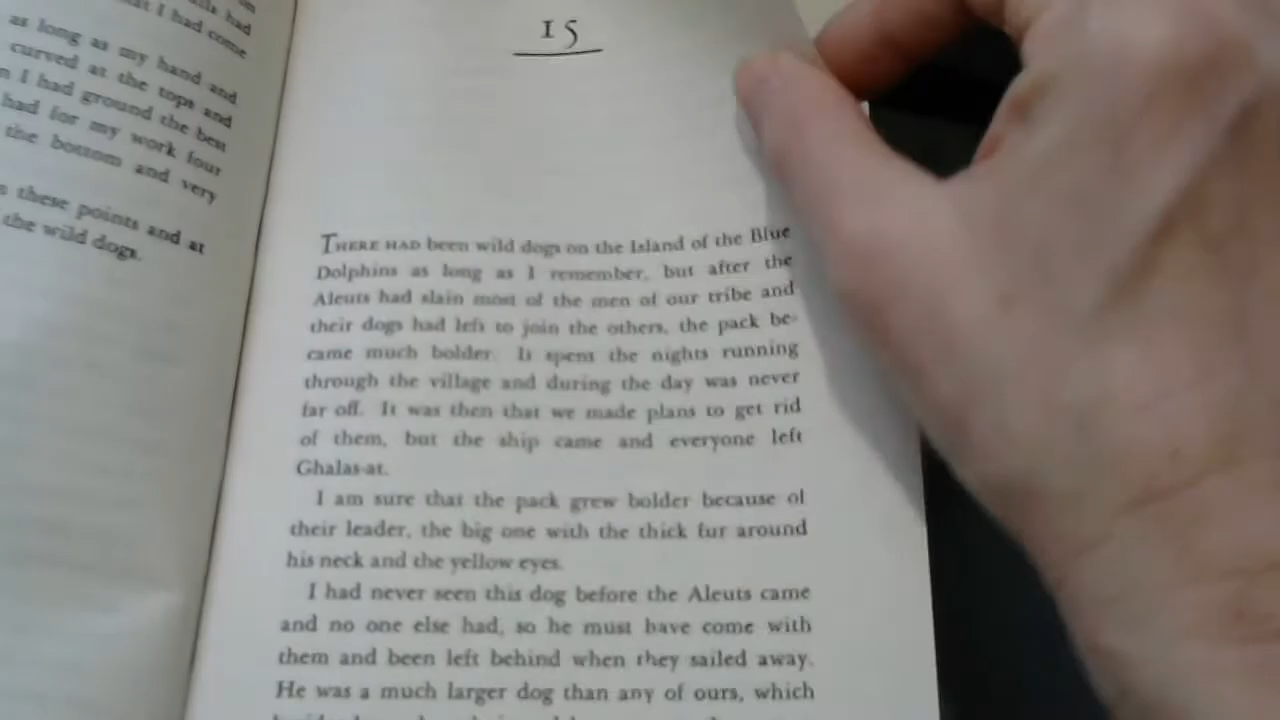 had
at I had come
as long as my hand and
curved at the tops and
I had ground the best
had for my work four
the bottom and very
these points and at
the wild dogs.
15
THERE HAD been wild dogs on the Island of the Blue
Dolphins as long as I remember, but after the
Aleuts had slain most of the men of our tribe and
their dogs had left to join the others, the pack be-
came much bolder. It spent the nights running
through the village and during the day was never
far off. It was then that we made plans to get rid
of them, but the ship came and everyone left
Ghalas-at.
I am sure that the pack grew bolder because of
their leader, the big one with the thick fur around
his neck and the yellow eyes.
I had never seen this dog before the Aleuts came
and no one else had, so he must have come with
them and been left behind when they sailed away.
He was a much larger dog than any of ours, which